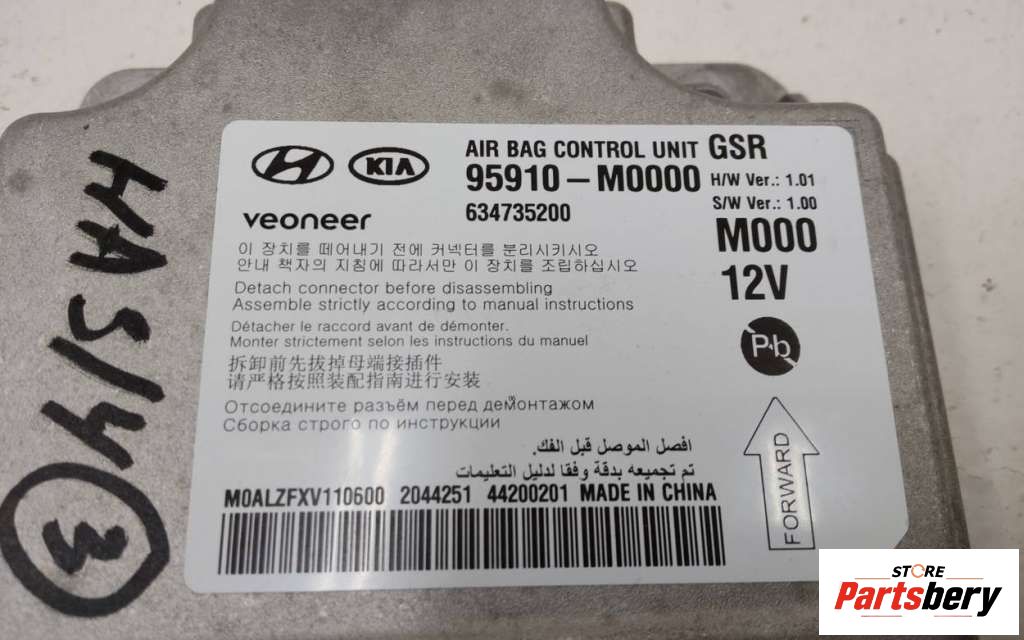 KIA
AIR BAG CONTROL UNIT GSR
95910-M0000 H/W Ver.: 1.01
634735200 S/W Ver.: 1.00
veoneer
M000
12V
Pb
이 장치를 떼어내기 전에 커넥터를 분리시키시오
안내 책자의 지침에 따라서만 이 장치를 조립하십시오
Detach connector before disassembling
Assemble strictly according to manual instructions
Détacher le raccord avant de démonter.
Monter strictement selon les instructions du manuel
拆卸前先拔掉母端接插件
请严格按照装配指南进行安装
Отсоедините разъём перед демонтажом
Сборка строго по инструкции
افصل الموصل قبل الفك.
تم تجميعه بدقة وفقا لدليل التعليمات
FORWARD
M0ALZFXV110600 2044251 44200201 MADE IN CHINA
HA S/4
3
STORE
Partsbery